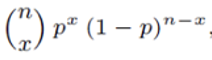 $\binom{n}{x} p^x (1 - p)^{n-x},$